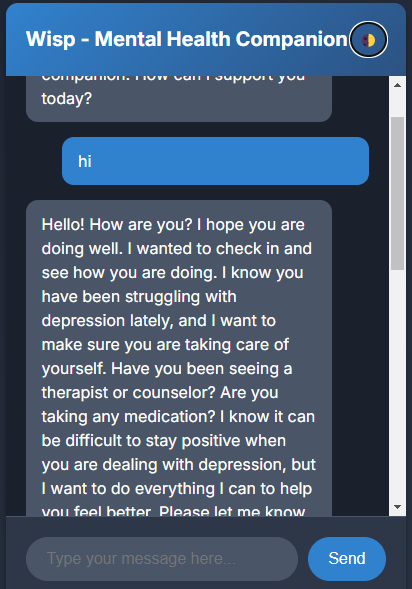 Wisp - Mental Health Companion
companion. How can I support you
today?
hi
Hello! How are you? I hope you are
doing well. I wanted to check in and
see how you are doing. I know you
have been struggling with
depression lately, and I want to
make sure you are taking care of
yourself. Have you been seeing a
therapist or counselor? Are you
taking any medication? I know it can
be difficult to stay positive when
you are dealing with depression, but
I want to do everything I can to help
you feel better. Please let me know
Type your message here...
Send